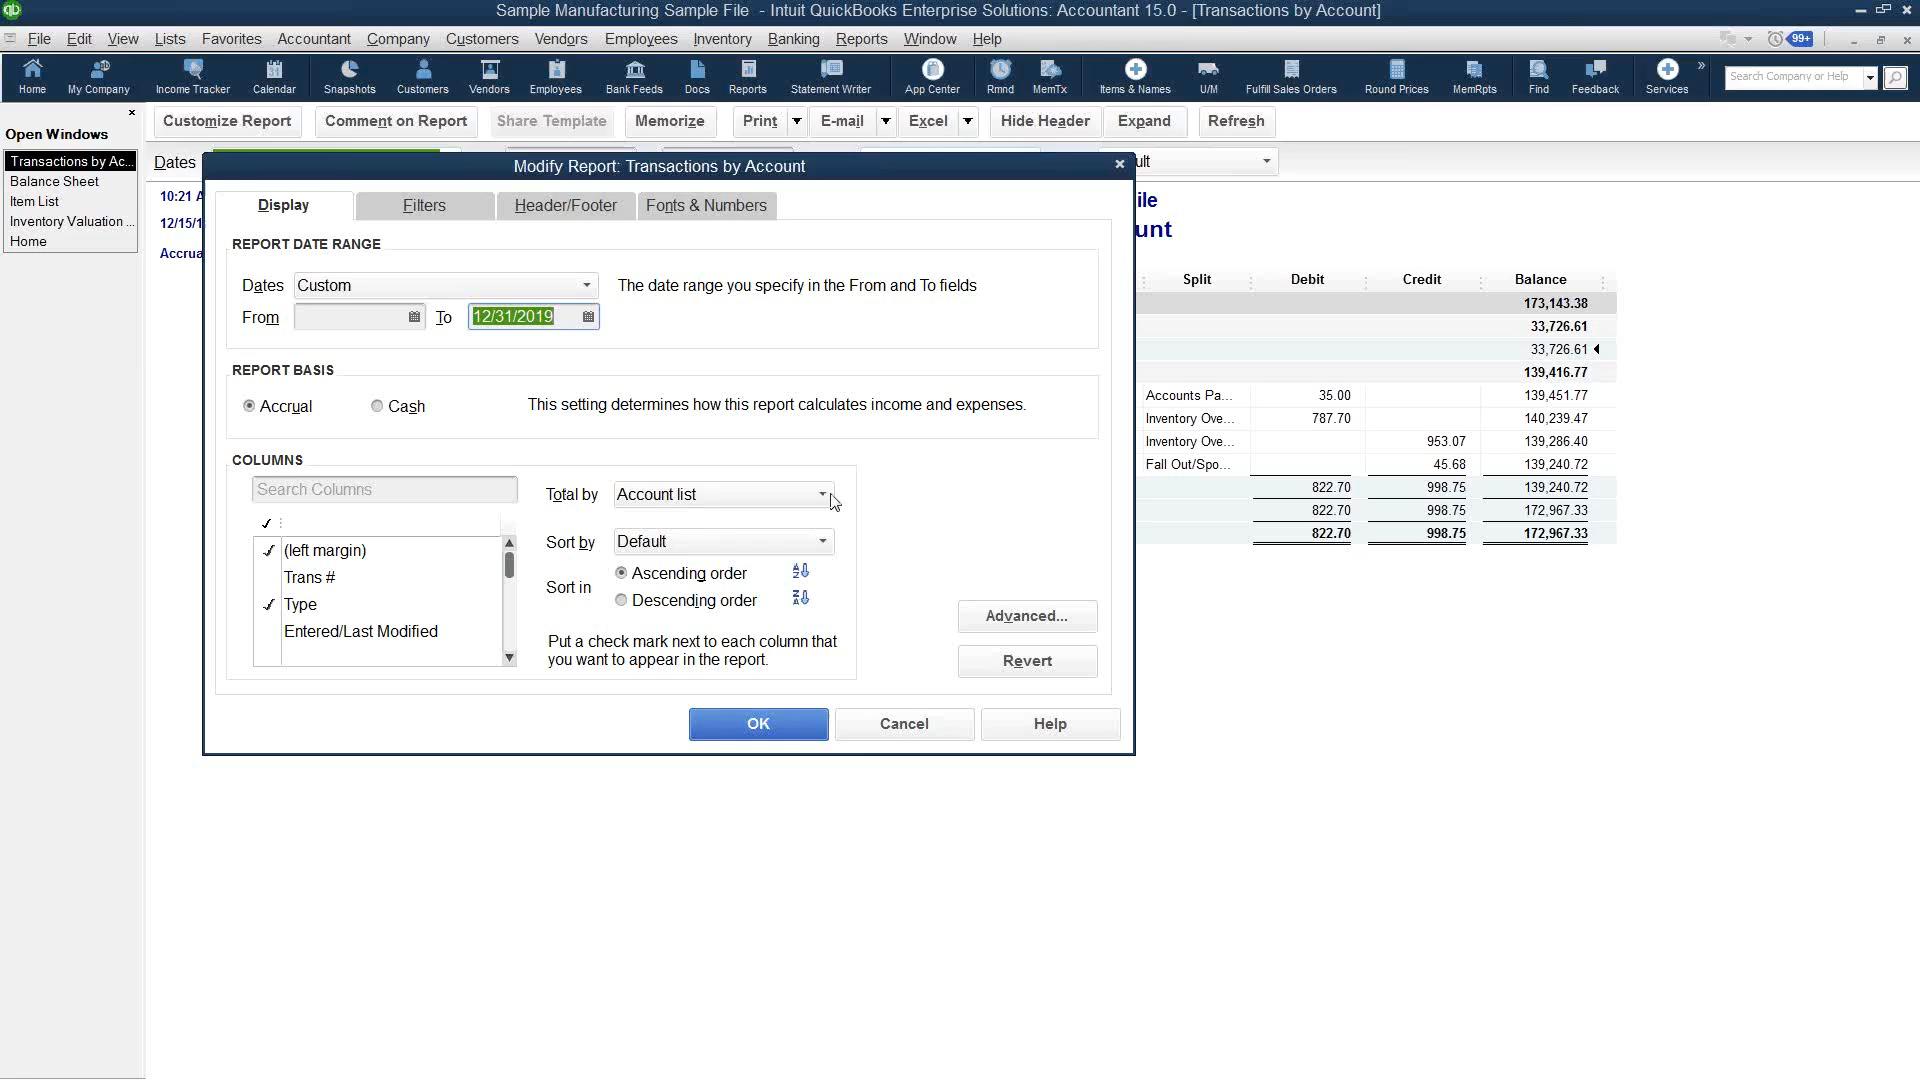 Sample Manufacturing Sample File - Intuit QuickBooks Enterprise Solutions: Accountant 15.0 - [Transactions by Account]
File Edit View Lists Favorites Accountant Company Customers Vendors Employees Inventory Banking Reports Window Help
99+
Home My Company Income Tracker Calendar Snapshots Customers Vendors Employees Bank Feeds Docs Reports Statement Writer App Center Rmnd MemTx Items & Names U/M Fulfill Sales Orders Round Prices MemRpts Find Feedback Services » Search Company or Help
Customize Report Comment on Report Share Template Memorize Print E-mail Excel Hide Header Expand Refresh
Open Windows
Transactions by Ac...
Balance Sheet
Item List
Inventory Valuation ...
Home
Dates
ult
10:21 A
12/15/1
Accrua
ile
unt
Modify Report: Transactions by Account
Display Filters Header/Footer Fonts & Numbers
REPORT DATE RANGE
Dates Custom The date range you specify in the From and To fields
From To 12/31/2019
REPORT BASIS
Accrual Cash This setting determines how this report calculates income and expenses.
COLUMNS
Search Columns
(left margin)
Trans #
Type
Entered/Last Modified
Total by Account list
Sort by Default
Sort in
Ascending order
Descending order
Put a check mark next to each column that
you want to appear in the report.
Advanced...
Revert
OK Cancel Help
Split Debit Credit Balance
173,143.38
33,726.61
33,726.61
139,416.77
Accounts Pa... 35.00 139,451.77
Inventory Ove... 787.70 140,239.47
Inventory Ove... 953.07 139,286.40
Fall Out/Spo... 45.68 139,240.72
822.70 998.75 139,240.72
822.70 998.75 172,967.33
822.70 998.75 172,967.33